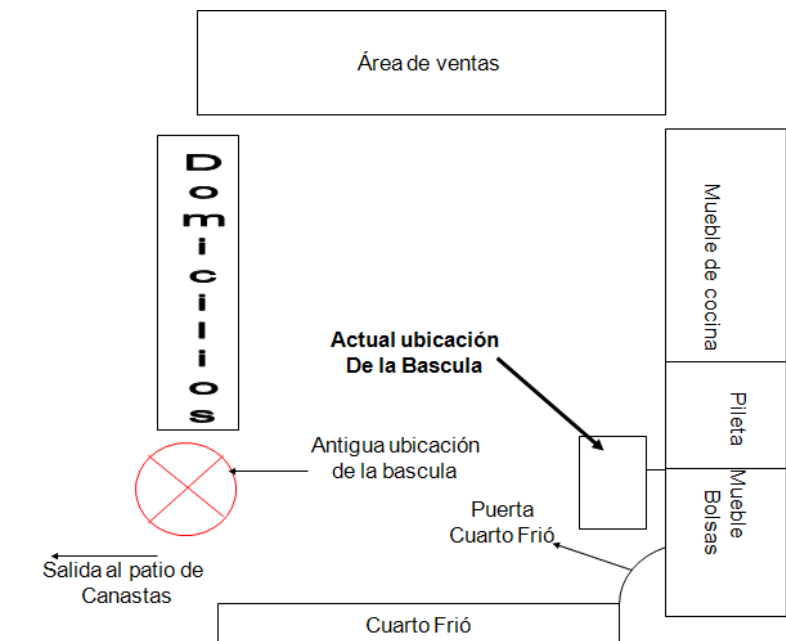 Área de ventas
Domicilios
Mueble de cocina
Actual ubicación
De la Bascula
Pileta
Antigua ubicación
de la bascula
Mueble
Bolsas
Puerta
Cuarto Frió
Salida al patio de
Canastas
Cuarto Frió